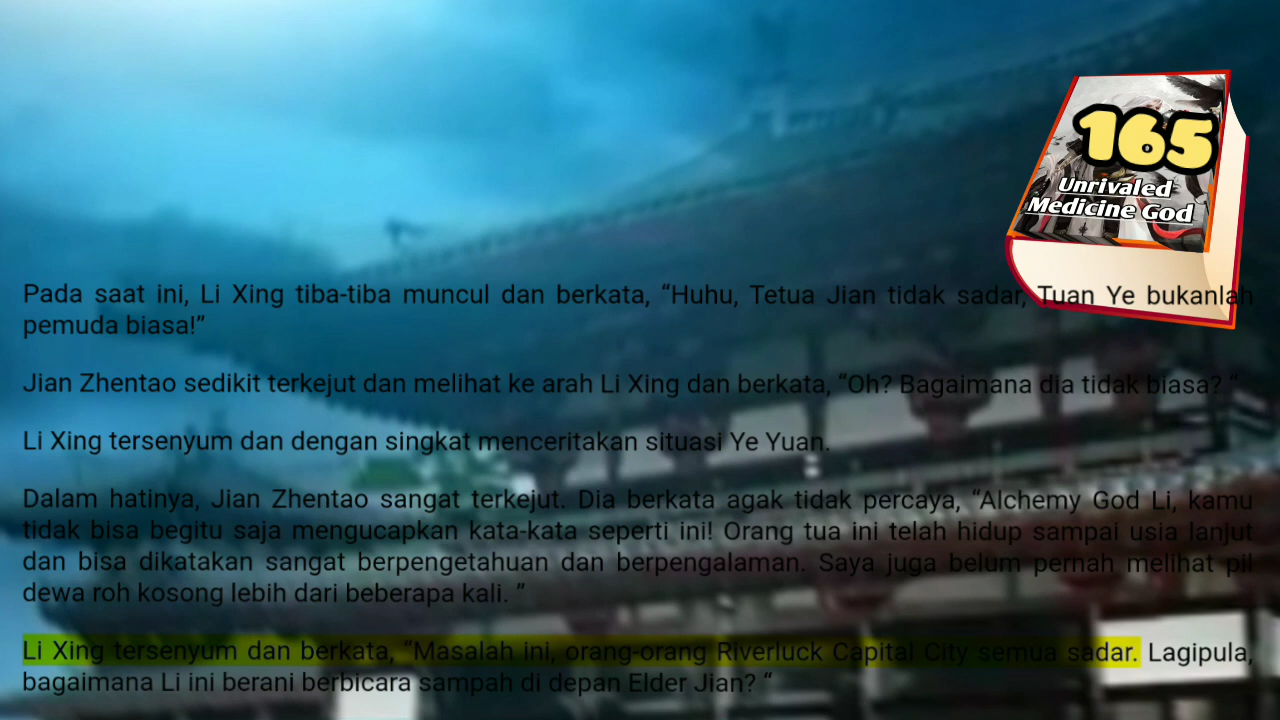 165
Unrivaled
Medicine God
Pada saat ini, Li Xing tiba-tiba muncul dan berkata, “Huhu, Tetua Jian tidak sadar, Tuan Ye bukanlah
pemuda biasa!”
Jian Zhentao sedikit terkejut dan melihat ke arah Li Xing dan berkata, “Oh? Bagaimana dia tidak biasa? “
Li Xing tersenyum dan dengan singkat menceritakan situasi Ye Yuan.
Dalam hatinya, Jian Zhentao sangat terkejut. Dia berkata agak tidak percaya, “Alchemy God Li, kamu
tidak bisa begitu saja mengucapkan kata-kata seperti ini! Orang tua ini telah hidup sampai usia lanjut
dan bisa dikatakan sangat berpengetahuan dan berpengalaman. Saya juga belum pernah melihat pil
dewa roh kosong lebih dari beberapa kali. ”
Li Xing tersenyum dan berkata, “Masalah ini, orang-orang Riverluck Capital City semua sadar. Lagipula,
bagaimana Li ini berani berbicara sampah di depan Elder Jian? “